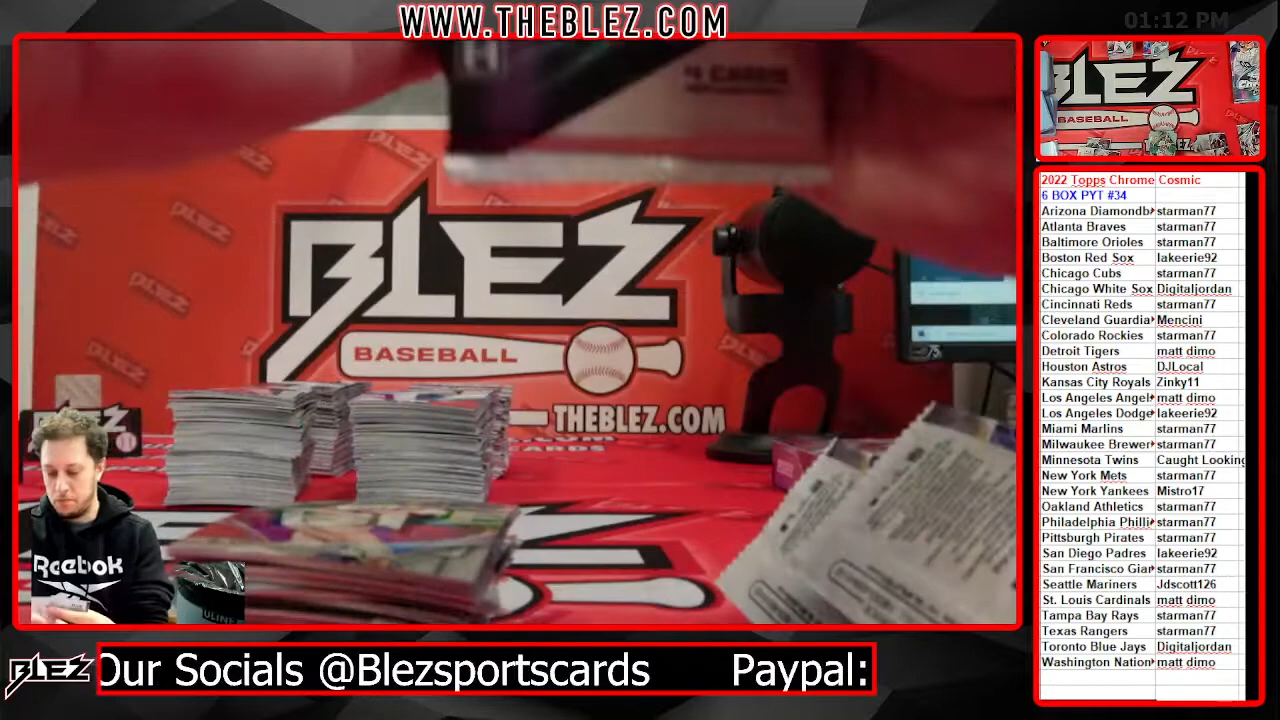 WWW.THEBLEZ.COM
01:12 PM
4 CARDS
BLEZ
BASEBALL
THEBLEZ.COM
Reebok
ULINE
BLEZ
BASEBALL
2022 Topps Chrome Cosmic
6 BOX PYT #34
Arizona Diamondb starman77
Atlanta Braves starman77
Baltimore Orioles starman77
Boston Red Sox lakeerie92
Chicago Cubs starman77
Chicago White Sox Digitaljordan
Cincinnati Reds starman77
Cleveland Guardia Mencini
Colorado Rockies starman77
Detroit Tigers matt dimo
Houston Astros DJLocal
Kansas City Royals Zinky11
Los Angeles Angel matt dimo
Los Angeles Dodge lakeerie92
Miami Marlins starman77
Milwaukee Brewer starman77
Minnesota Twins Caught Looking
New York Mets starman77
New York Yankees Mistro17
Oakland Athletics starman77
Philadelphia Philli starman77
Pittsburgh Pirates starman77
San Diego Padres lakeerie92
San Francisco Gian starman77
Seattle Mariners Jdscott126
St. Louis Cardinals matt dimo
Tampa Bay Rays starman77
Texas Rangers starman77
Toronto Blue Jays Digitaljordan
Washington Nation matt dimo
BLEZ
Our Socials @Blezsportscards Paypal: